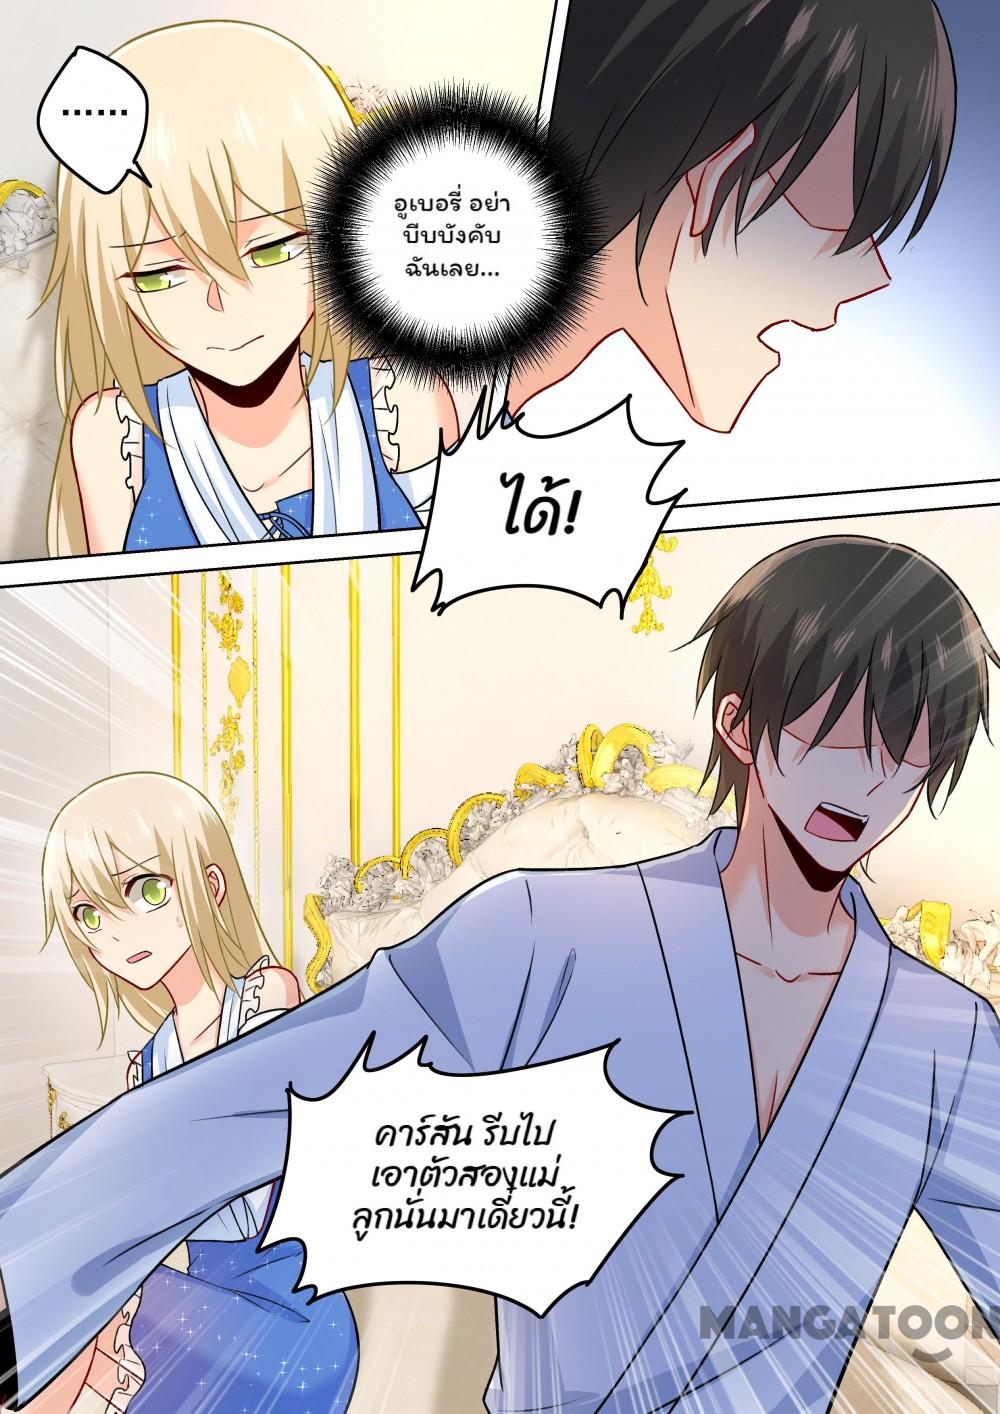 ......
อูเบอรี่ อย่า
บีบบังคับ
ฉันเลย...
ได้!
คาร์สัน รีบไป
เอาตัวสองแม่
ลูกนั่นมาเดี๋ยวนี้!
MANGATOON